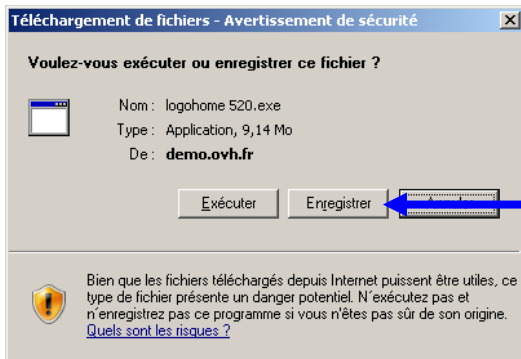 Téléchargement de fichiers - Avertissement de sécurité
Voulez-vous exécuter ou enregistrer ce fichier ?
Nom : logohome 520.exe
Type : Application, 9,14 Mo
De : demo.ovh.fr
Exécuter Enregistrer
Bien que les fichiers téléchargés depuis Internet puissent être utiles, ce
type de fichier présente un danger potentiel. N´exécutez pas et
n´enregistrez pas ce programme si vous n'êtes pas sûr de son origine.
Quels sont les risques ?